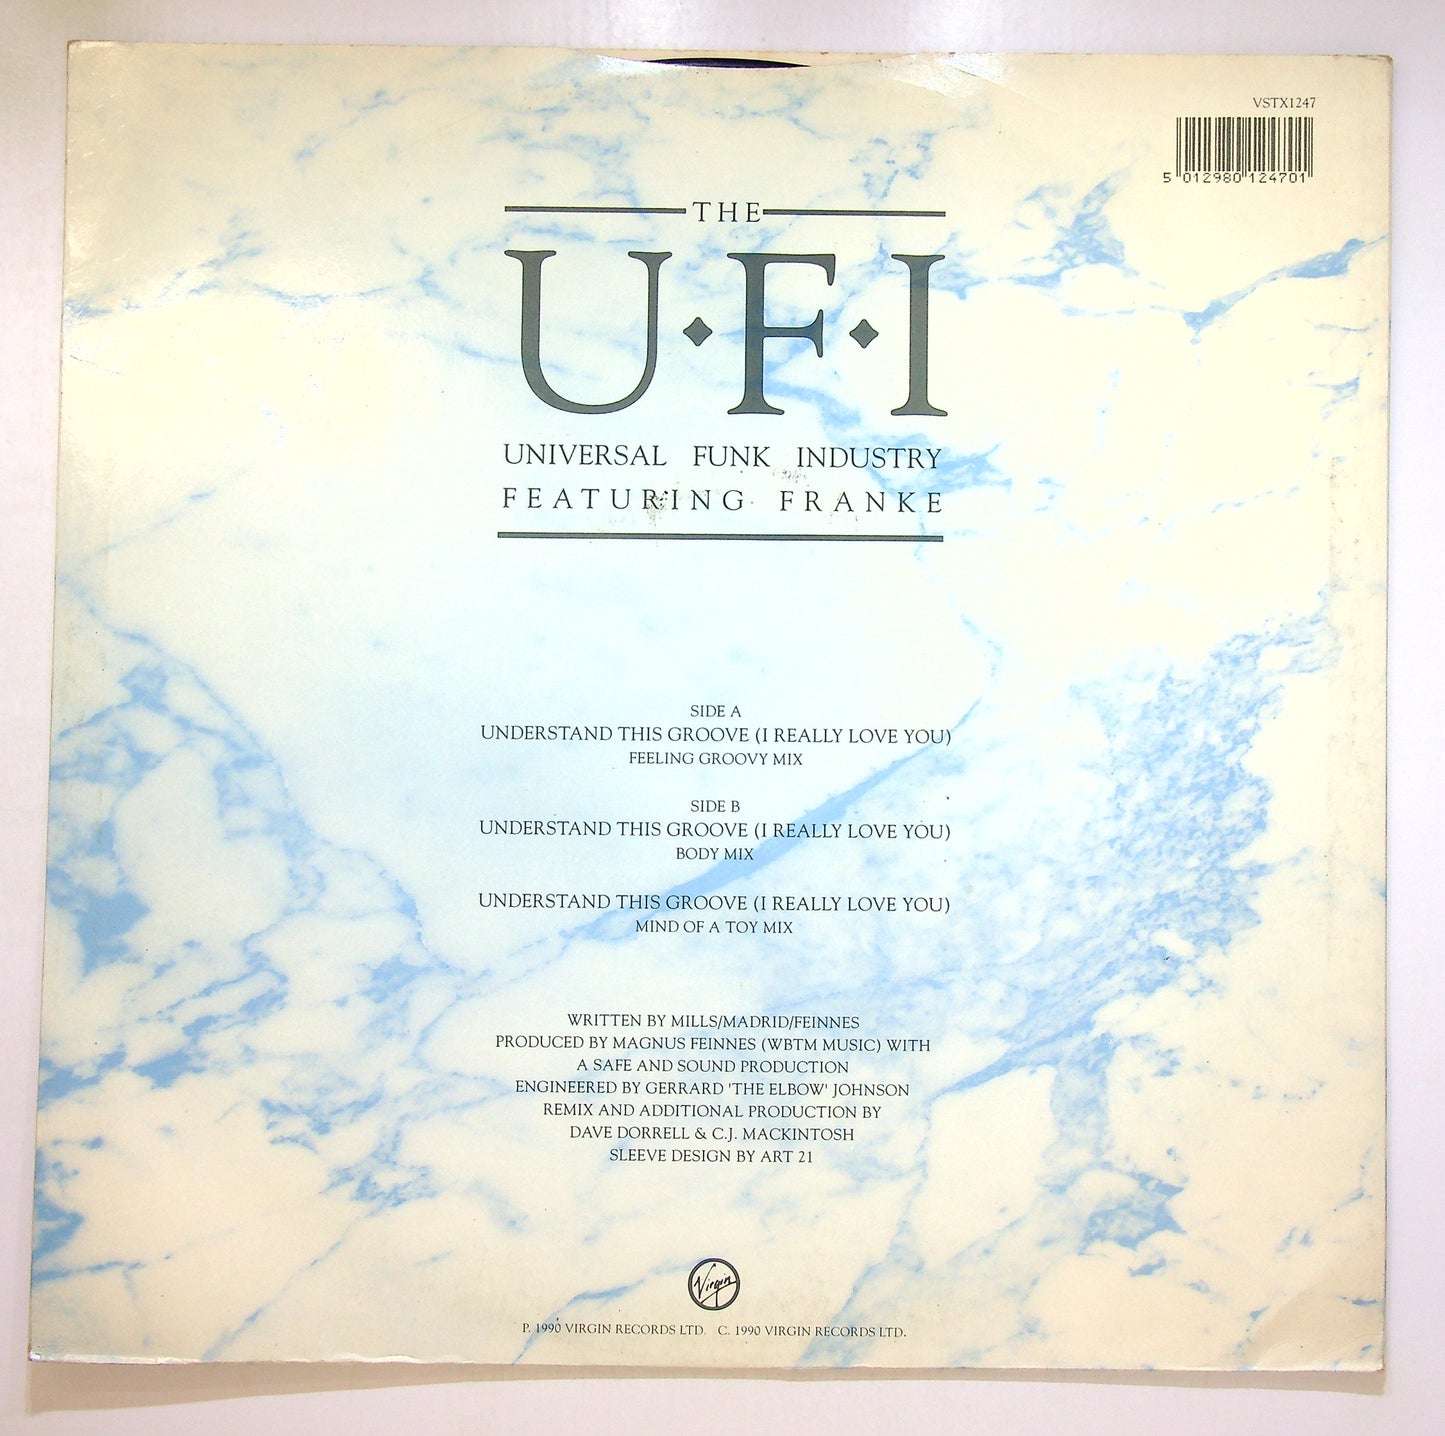 VSTX1247
5 012980 124701
THE
U·F·I
UNIVERSAL FUNK INDUSTRY
FEATURING FRANKE
SIDE A
UNDERSTAND THIS GROOVE (I REALLY LOVE YOU)
FEELING GROOVY MIX
SIDE B
UNDERSTAND THIS GROOVE (I REALLY LOVE YOU)
BODY MIX
UNDERSTAND THIS GROOVE (I REALLY LOVE YOU)
MIND OF A TOY MIX
WRITTEN BY MILLS/MADRID/FEINNES
PRODUCED BY MAGNUS FEINNES (WBTM MUSIC) WITH
A SAFE AND SOUND PRODUCTION
ENGINEERED BY GERRARD 'THE ELBOW' JOHNSON
REMIX AND ADDITIONAL PRODUCTION BY
DAVE DORRELL & C.J. MACKINTOSH
SLEEVE DESIGN BY ART 21
Virgin
P. 1990 VIRGIN RECORDS LTD. C. 1990 VIRGIN RECORDS LTD.